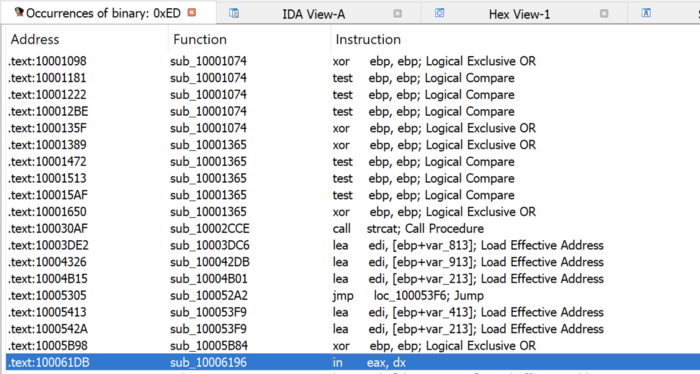 Occurrences of binary: 0xED IDA View-A Hex View-1
Address Function Instruction
.text:10001098 sub_10001074 xor ebp, ebp; Logical Exclusive OR
.text:10001181 sub_10001074 test ebp, ebp; Logical Compare
.text:10001222 sub_10001074 test ebp, ebp; Logical Compare
.text:100012BE sub_10001074 test ebp, ebp; Logical Compare
.text:1000135F sub_10001074 xor ebp, ebp; Logical Exclusive OR
.text:10001389 sub_10001365 xor ebp, ebp; Logical Exclusive OR
.text:10001472 sub_10001365 test ebp, ebp; Logical Compare
.text:10001513 sub_10001365 test ebp, ebp; Logical Compare
.text:100015AF sub_10001365 test ebp, ebp; Logical Compare
.text:10001650 sub_10001365 xor ebp, ebp; Logical Exclusive OR
.text:100030AF sub_10002CCE call strcat; Call Procedure
.text:10003DE2 sub_10003DC6 lea edi, [ebp+var_813]; Load Effective Address
.text:10004326 sub_100042DB lea edi, [ebp+var_913]; Load Effective Address
.text:10004B15 sub_10004B01 lea edi, [ebp+var_213]; Load Effective Address
.text:10005305 sub_100052A2 jmp loc_100053F6; Jump
.text:10005413 sub_100053F9 lea edi, [ebp+var_413]; Load Effective Address
.text:1000542A sub_100053F9 lea edi, [ebp+var_213]; Load Effective Address
.text:10005B98 sub_10005B84 xor ebp, ebp; Logical Exclusive OR
.text:100061DB sub_10006196 in eax, dx